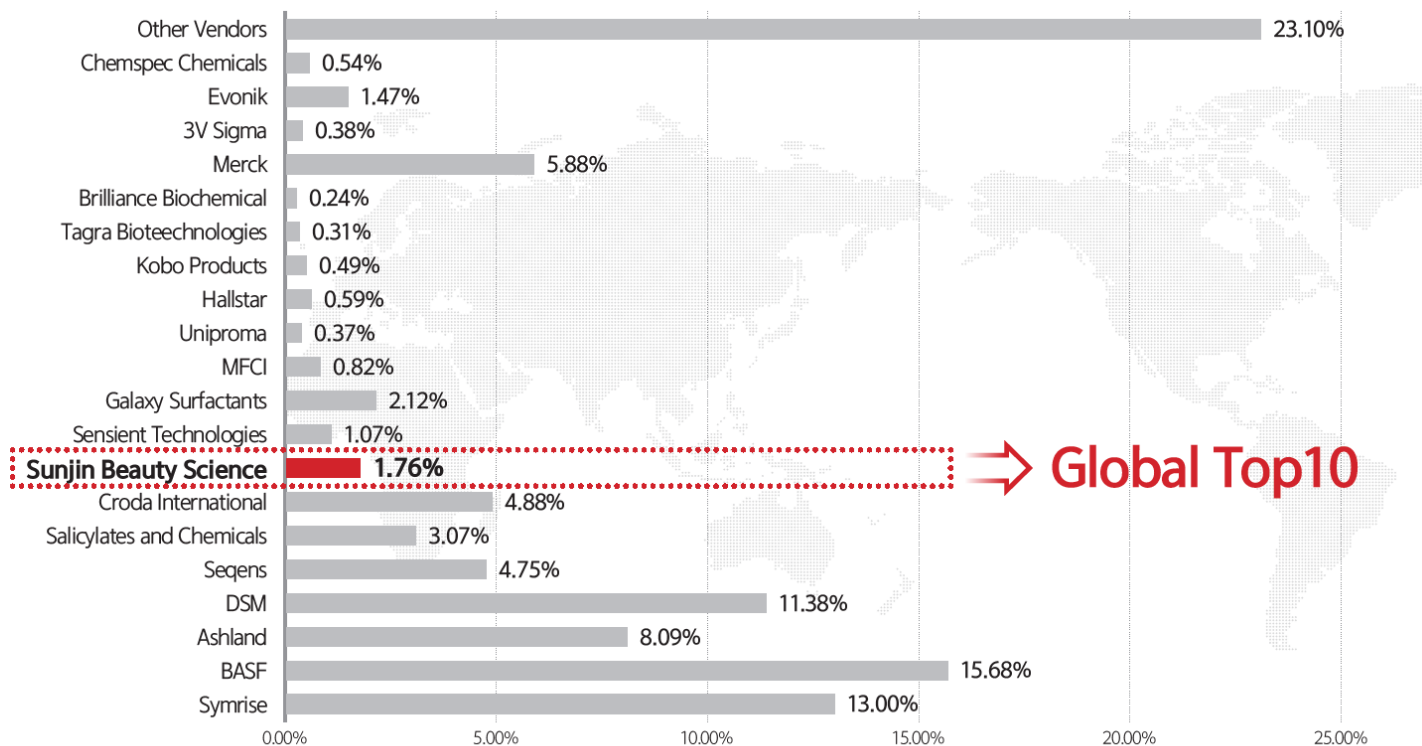 Other Vendors 23.10%
Chemspec Chemicals 0.54%
Evonik 1.47%
3V Sigma 0.38%
Merck 5.88%
Brilliance Biochemical 0.24%
Tagra Bioteechnologies 0.31%
Kobo Products 0.49%
Hallstar 0.59%
Uniproma 0.37%
MFCI 0.82%
Galaxy Surfactants 2.12%
Sensient Technologies 1.07%
Sunjin Beauty Science 1.76% Global Top10
Croda International 4.88%
Salicylates and Chemicals 3.07%
Seqens 4.75%
DSM 11.38%
Ashland 8.09%
BASF 15.68%
Symrise 13.00%
0.00% 5.00% 10.00% 15.00% 20.00% 25.00%